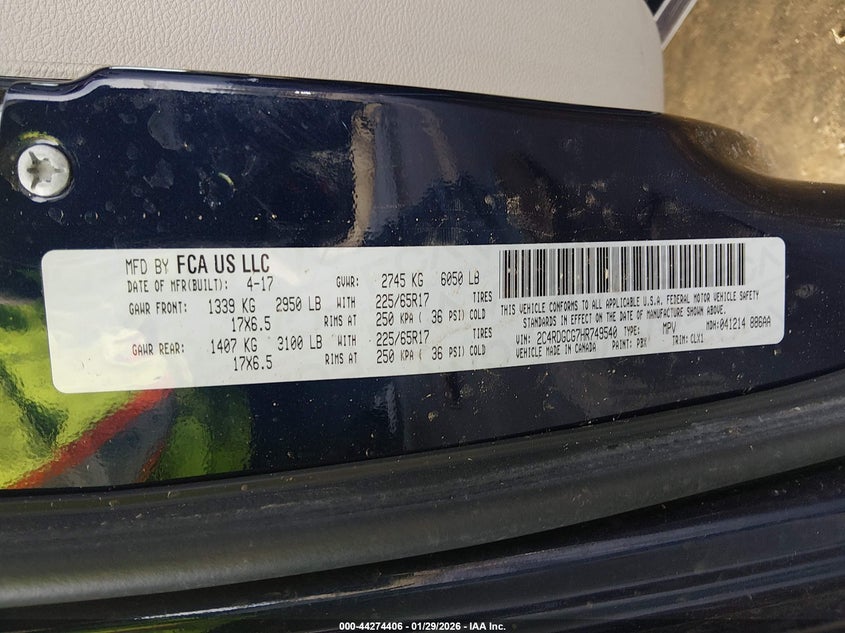 MFD BY FCA US LLC
DATE OF MFR(BUILT): 4-17 GVWR: 2745 KG 6050 LB
GAWR FRONT: 1339 KG 2950 LB WITH 225/65R17 TIRES
17X6.5 RIMS AT 250 KPA ( 36 PSI) COLD
GAWR REAR: 1407 KG 3100 LB WITH 225/65R17 TIRES
17X6.5 RIMS AT 250 KPA ( 36 PSI) COLD
THIS VEHICLE CONFORMS TO ALL APPLICABLE U.S.A. FEDERAL MOTOR VEHICLE SAFETY
STANDARDS IN EFFECT ON THE DATE OF MANUFACTURE SHOWN ABOVE.
VIN: 2C4RDGCG7HR749540 TYPE: MPV MDH:041214 886AA
VEHICLE MADE IN CANADA PAINT: PBX TRIM: CLX1
000-44274406 | 01/29/2026 - IAA Inc.